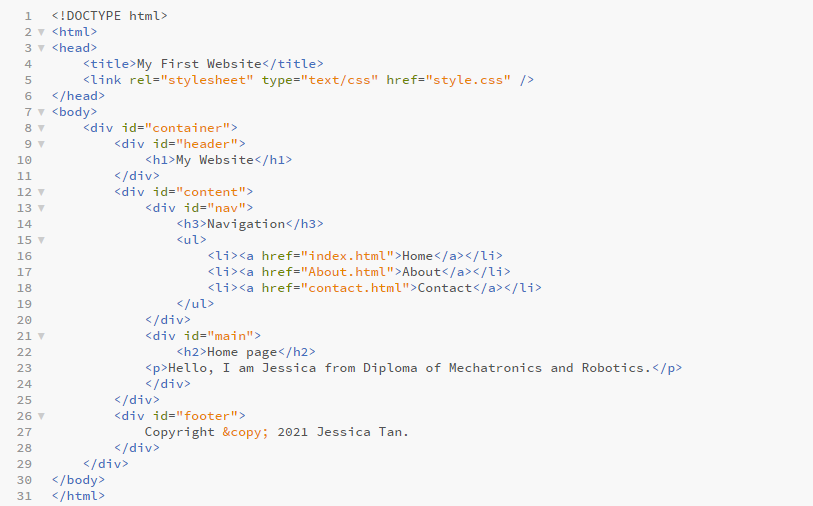 1 <!DOCTYPE html>
2 <html>
3 <head>
4     <title>My First Website</title>
5     <link rel="stylesheet" type="text/css" href="style.css" />
6 </head>
7 <body>
8     <div id="container">
9         <div id="header">
10             <h1>My Website</h1>
11         </div>
12         <div id="content">
13             <div id="nav">
14                 <h3>Navigation</h3>
15                 <ul>
16                     <li><a href="index.html">Home</a></li>
17                     <li><a href="About.html">About</a></li>
18                     <li><a href="contact.html">Contact</a></li>
19                 </ul>
20             </div>
21             <div id="main">
22                 <h2>Home page</h2>
23             <p>Hello, I am Jessica from Diploma of Mechatronics and Robotics.</p>
24             </div>
25         </div>
26         <div id="footer">
27             Copyright &copy; 2021 Jessica Tan.
28         </div>
29     </div>
30 </body>
31 </html>